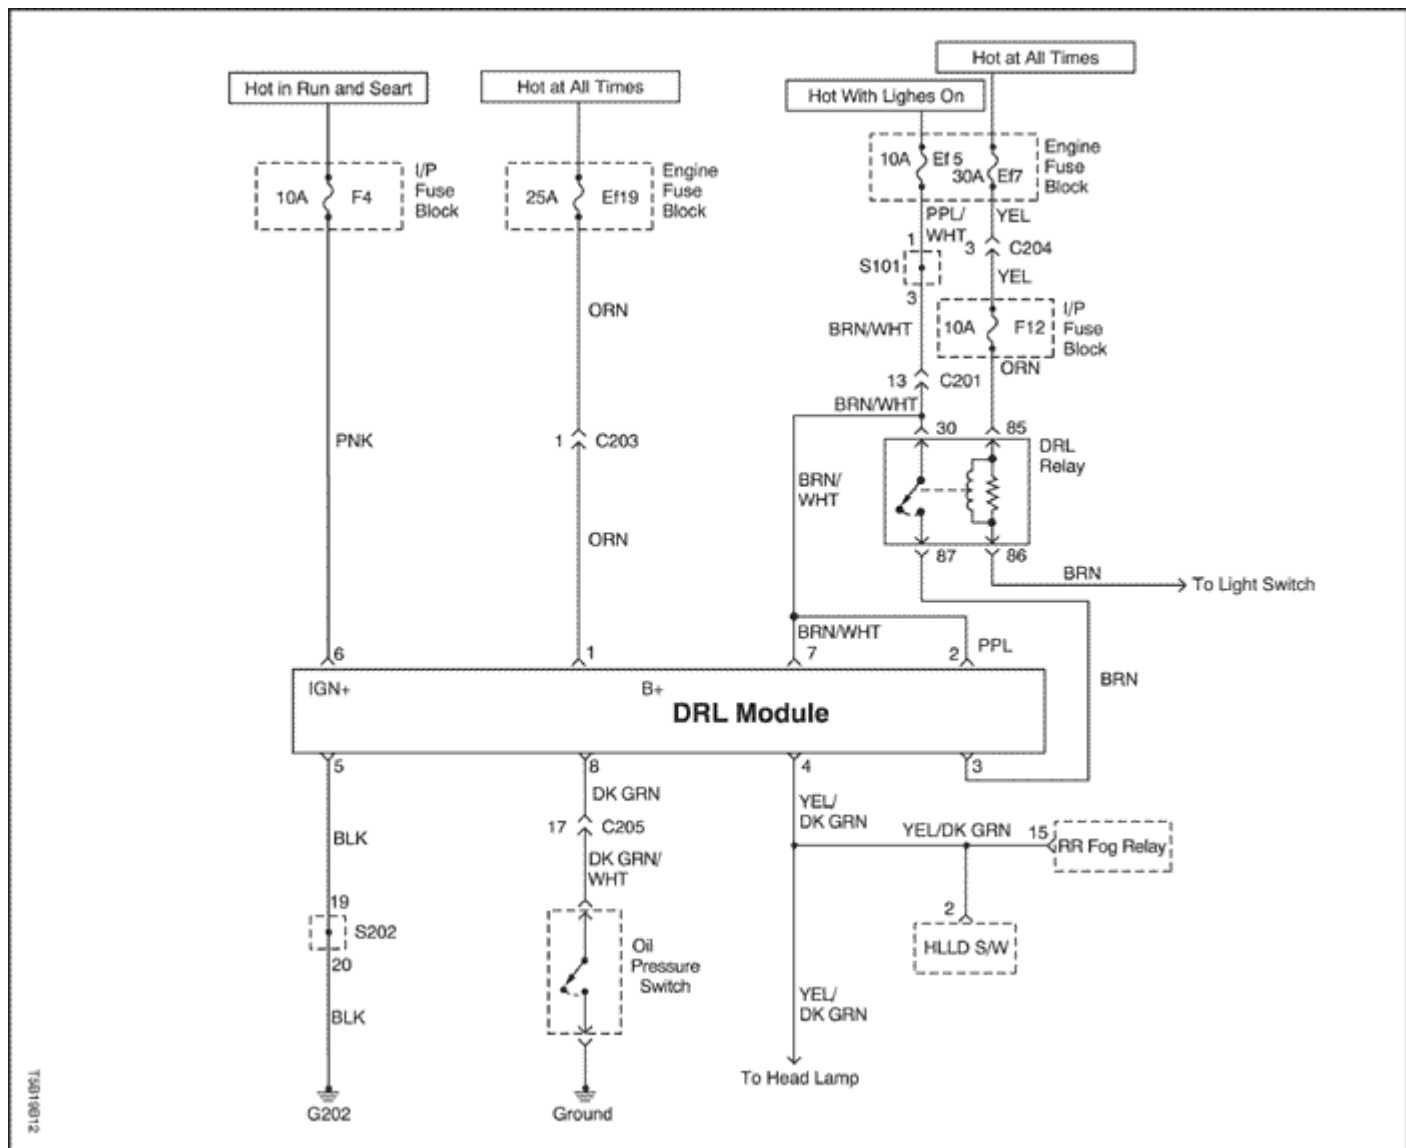 Hot at All Times
Hot in Run and Seart
Hot at All Times
Hot With Lighes On
10A F4
I/P
Fuse
Block
25A Ef19
Engine
Fuse
Block
10A Ef 5
30A Ef7
Engine
Fuse
Block
PPL/
WHT
YEL
1
3 C204
S101
YEL
3
ORN
BRN/WHT
10A F12
I/P
Fuse
Block
ORN
13 C201
BRN/WHT
30
85
PNK
1 C203
DRL
Relay
BRN/
WHT
ORN
87
86
BRN
To Light Switch
BRN/WHT
PPL
6
1
7
2
BRN
IGN+
B+
DRL Module
5
8
4
3
DK GRN
YEL/
DK GRN
BLK
17 C205
YEL/DK GRN
15
RR Fog Relay
DK GRN/
WHT
19
S202
20
2
HLLD S/W
Oil
Pressure
Switch
BLK
YEL/
DK GRN
To Head Lamp
G202
Ground
T5B19B12